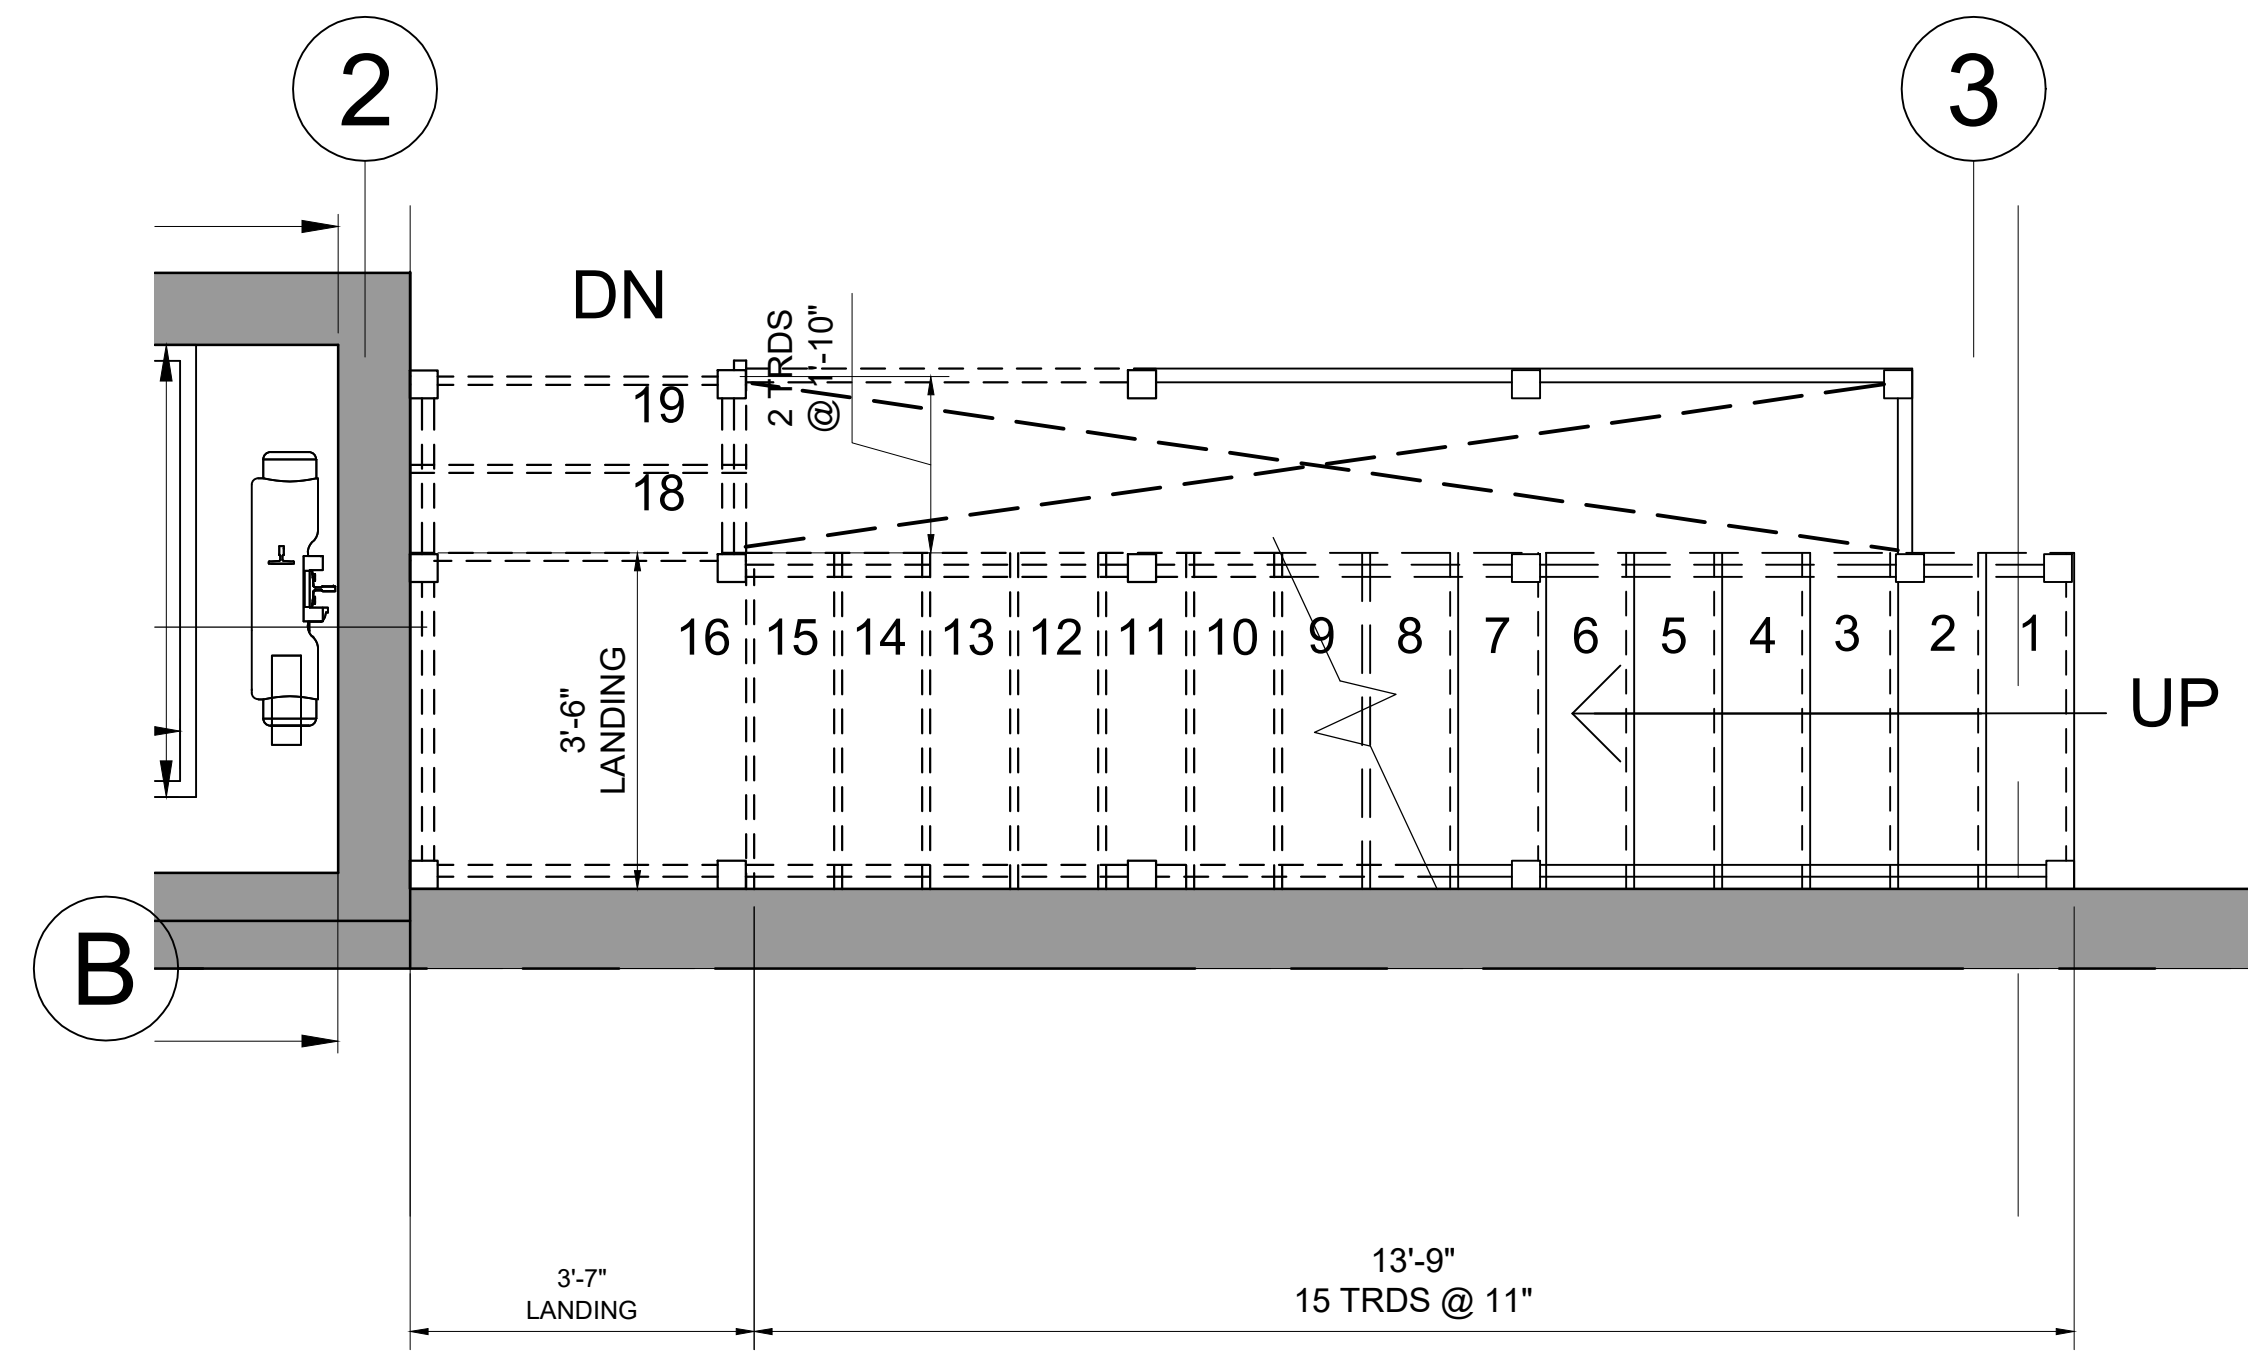 2
3
DN
2 TRDS
@ 1'-10"
19
18
16 15 14 13 12 11 10 9 8 7 6 5 4 3 2 1
UP
3'-6"
LANDING
B
3'-7"
LANDING
13'-9"
15 TRDS @ 11"